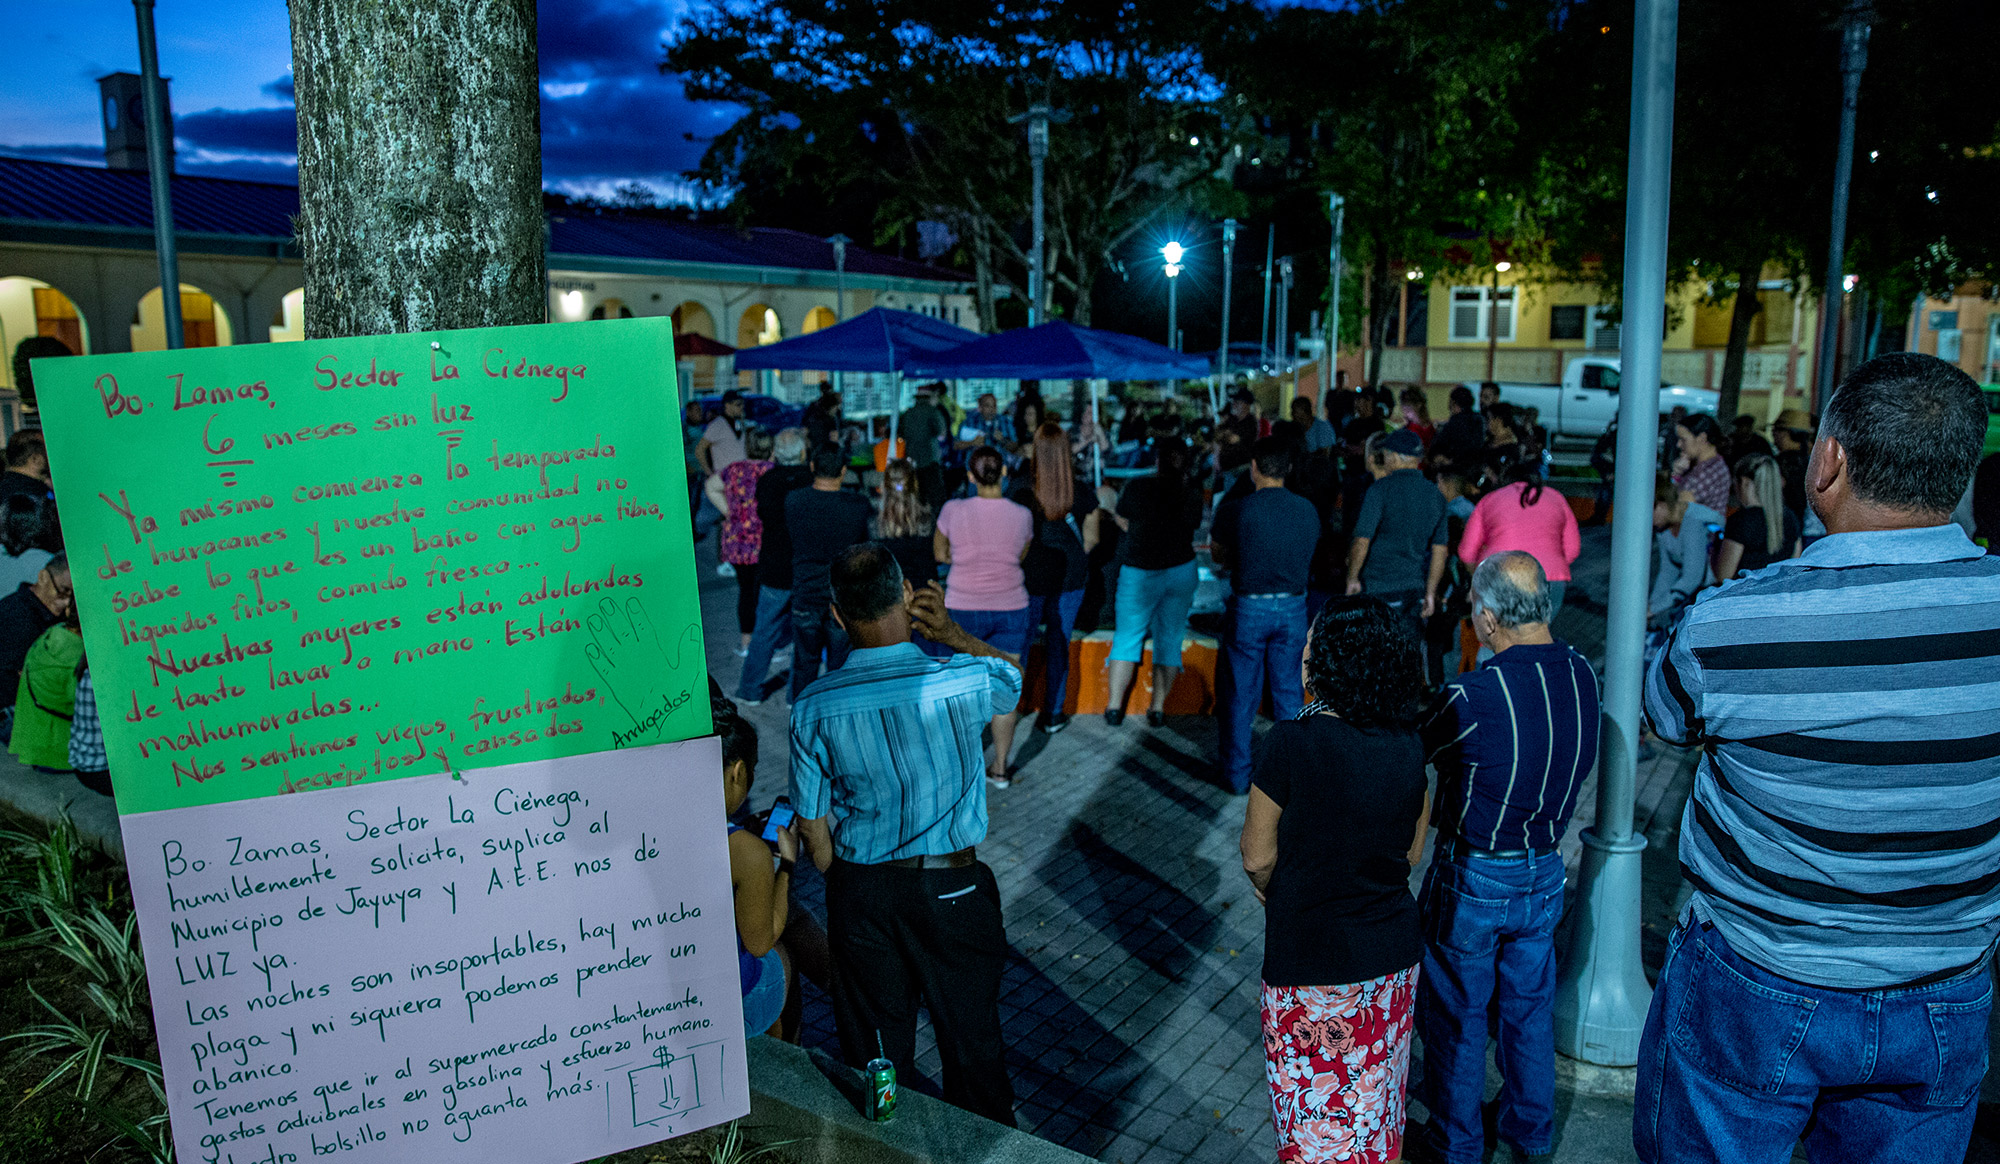 Bo. Zamas, Sector La Ciénega
6 meses sin luz
Ya mismo comienza la temporada
de huracanes y nuestra comunidad no
sabe lo que es un baño con agua tibia,
liquidos frios, comida fresca...
Nuestras mujeres están adoloridas
de tanto lavar a mano. Están
malhumoradas...
Nos sentimos viejos, frustrados,
decrépitos y cansados
Arrugados
Bo. Zamas, Sector La Ciénega,
humildemente solicita, suplica al
Municipio de Jayuya y A.E.E. nos dé
LUZ ya.
Las noches son insoportables, hay mucha
plaga y ni siquiera podemos prender un
abanico.
Tenemos que ir al supermercado constantemente,
gastos adicionales en gasolina y esfuerzo humano.
bolsillo no aguanta más.
$
7